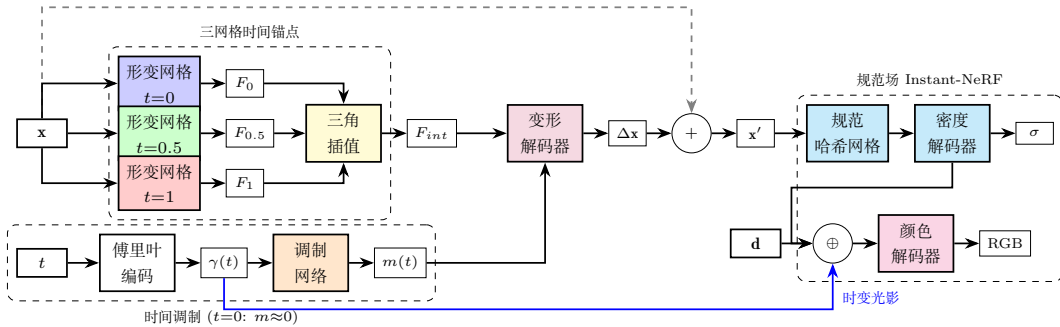 三网格时间锚点
x
形变网格
t=0
F₀
形变网格
t=0.5
F₀.₅
形变网格
t=1
F₁
三角
插值
F_int
变形
解码器
Δx
+
x′
规范场 Instant-NeRF
规范
哈希网格
密度
解码器
σ
d
⊕
颜色
解码器
RGB
t
傅里叶
编码
γ(t)
调制
网络
m(t)
时变光影
时间调制 (t=0: m≈0)